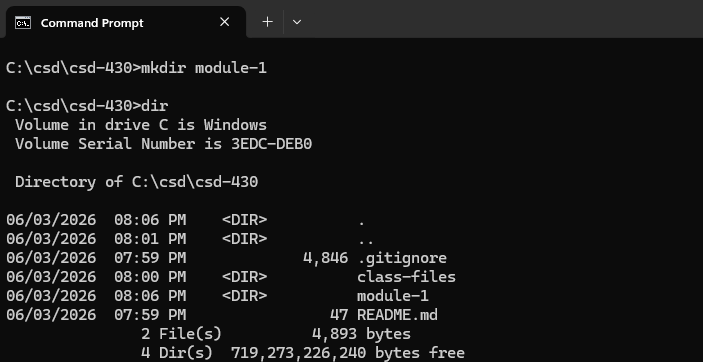 Command Prompt
C:\csd\csd-430>mkdir module-1
C:\csd\csd-430>dir
 Volume in drive C is Windows
 Volume Serial Number is 3EDC-DEB0
 Directory of C:\csd\csd-430
06/03/2026  08:06 PM    <DIR>          .
06/03/2026  08:01 PM    <DIR>          ..
06/03/2026  07:59 PM             4,846 .gitignore
06/03/2026  08:00 PM    <DIR>          class-files
06/03/2026  08:06 PM    <DIR>          module-1
06/03/2026  07:59 PM                47 README.md
               2 File(s)          4,893 bytes
               4 Dir(s)  719,273,226,240 bytes free